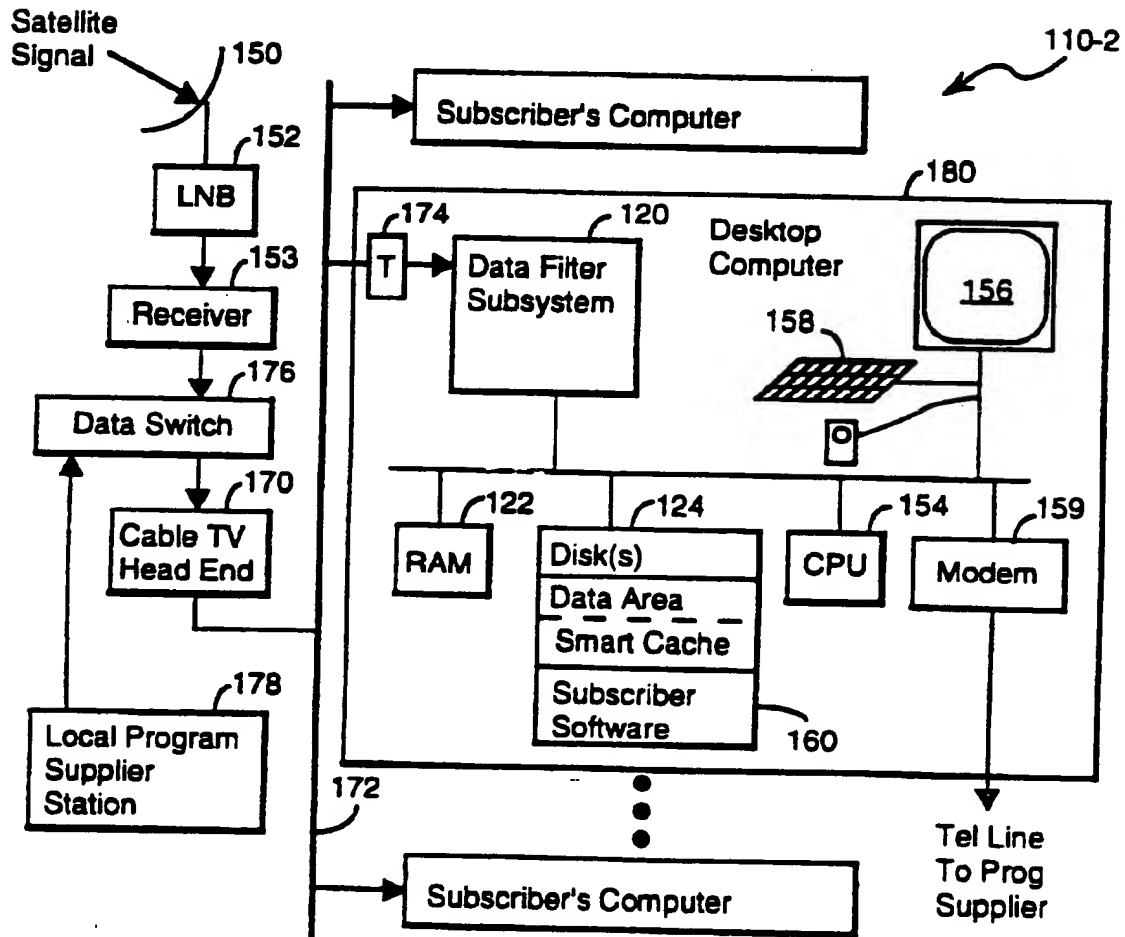 Satellite
Signal
150
110-2
Subscriber's Computer
152
LNB
180
174
T
120
Data Filter
Subsystem
Desktop
Computer
156
153
Receiver
158
176
Data Switch
170
Cable TV
Head End
122
RAM
124
Disk(s)
Data Area
Smart Cache
Subscriber
Software
160
154
CPU
159
Modem
178
Local Program
Supplier
Station
172
Tel Line
To Prog
Supplier
Subscriber's Computer